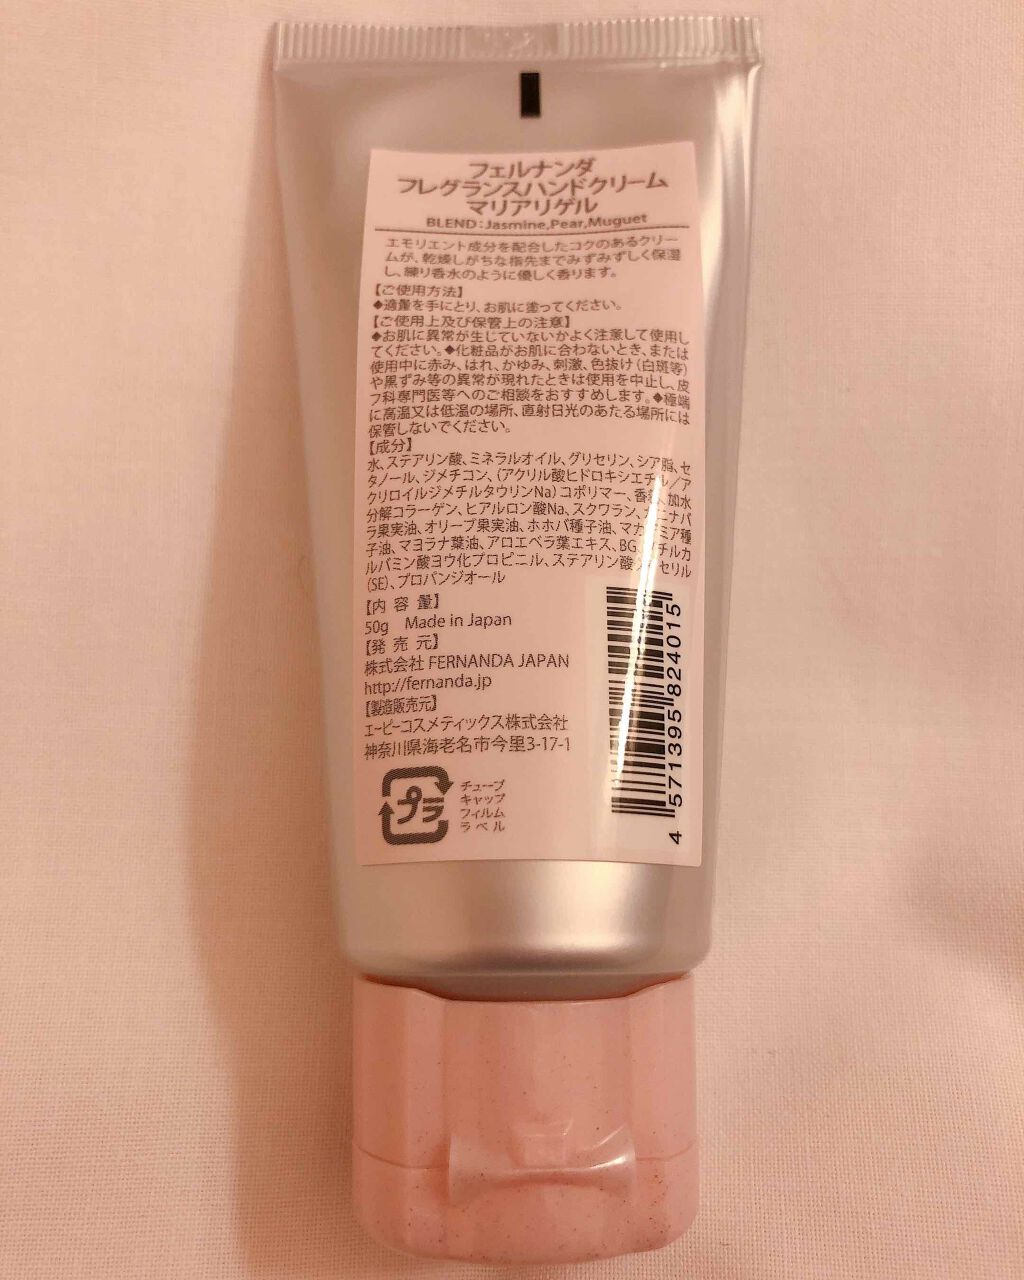 フェルナンダ
フレグランスハンドクリーム
マリアリゲル
BLEND:Jasmine,Pear,Muguet
エモリエント成分を配合したコクのあるクリー
ムが、乾燥しがちな指先までみずみずしく保湿
し、練り香水のように優しく香ります。
【ご使用方法】
◆適量を手にとり、お肌に塗ってください。
【ご使用上及び保管上の注意】
◆お肌に異常が生じていないかよく注意して使用し
てください。◆化粧品がお肌に合わないとき、または
使用中に赤み、はれ、かゆみ、刺激、色抜け(白斑等)
や黒ずみ等の異常が現れたときは使用を中止し、皮
フ科専門医等へのご相談をおすすめします。◆極端
に高温又は低温の場所、直射日光のあたる場所には
保管しないでください。
【成分】
水、ステアリン酸、ミネラルオイル、グリセリン、シア脂、セ
タノール、ジメチコン、(アクリル酸ヒドロキシエチル/ア
クリロイルジメチルタウリンNa)コポリマー、香料、加水
分解コラーゲン、ヒアルロン酸Na、スクワラン、カニナバ
ラ果実油、オリーブ果実油、ホホバ種子油、マカデミア種
子油、マヨラナ葉油、アロエベラ葉エキス、BG、ブチルカ
ルバミン酸ヨウ化プロピニル、ステアリン酸グリセリル
(SE)、プロパンジオール
【内 容 量】
50g Made in Japan
【発 売 元】
株式会社 FERNANDA JAPAN
http://fernanda.jp
【製造販売元】
エーピーコスメティックス株式会社
神奈川県海老名市今里3-17-1
プラ
チューブ
キャップ
フィルム
ラベル
4 571395 824015